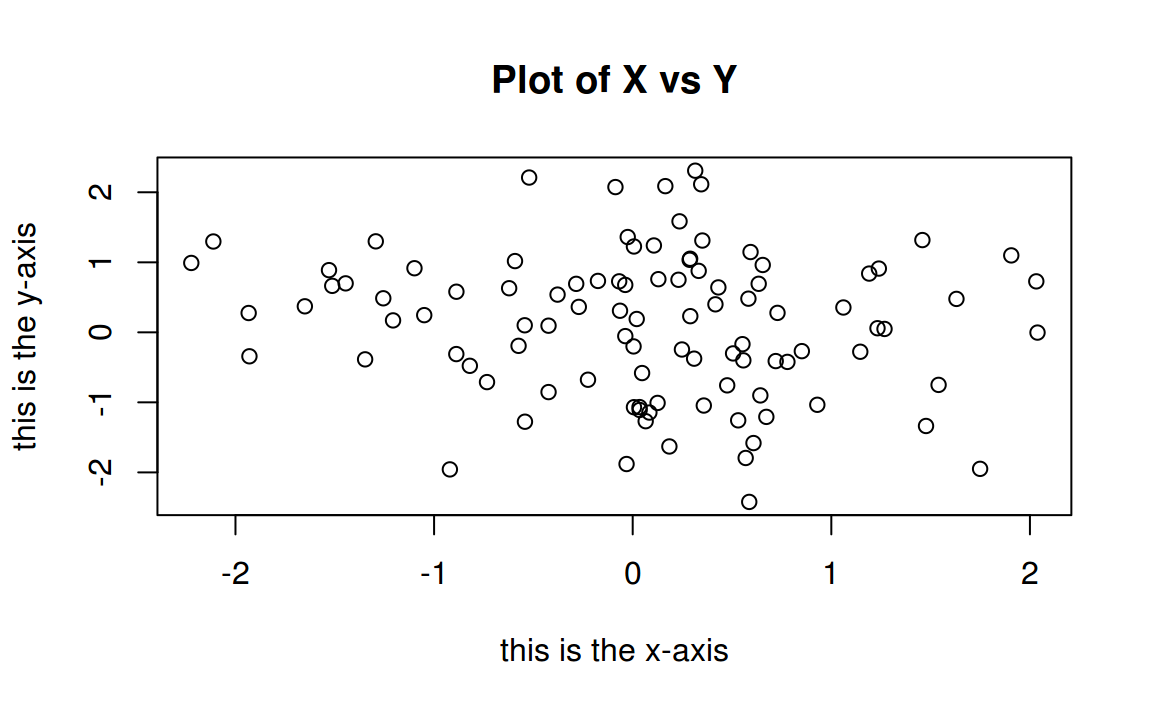 Plot of X vs Y
this is the y-axis
2
1
0
-1
-2
-2 -1 0 1 2
this is the x-axis